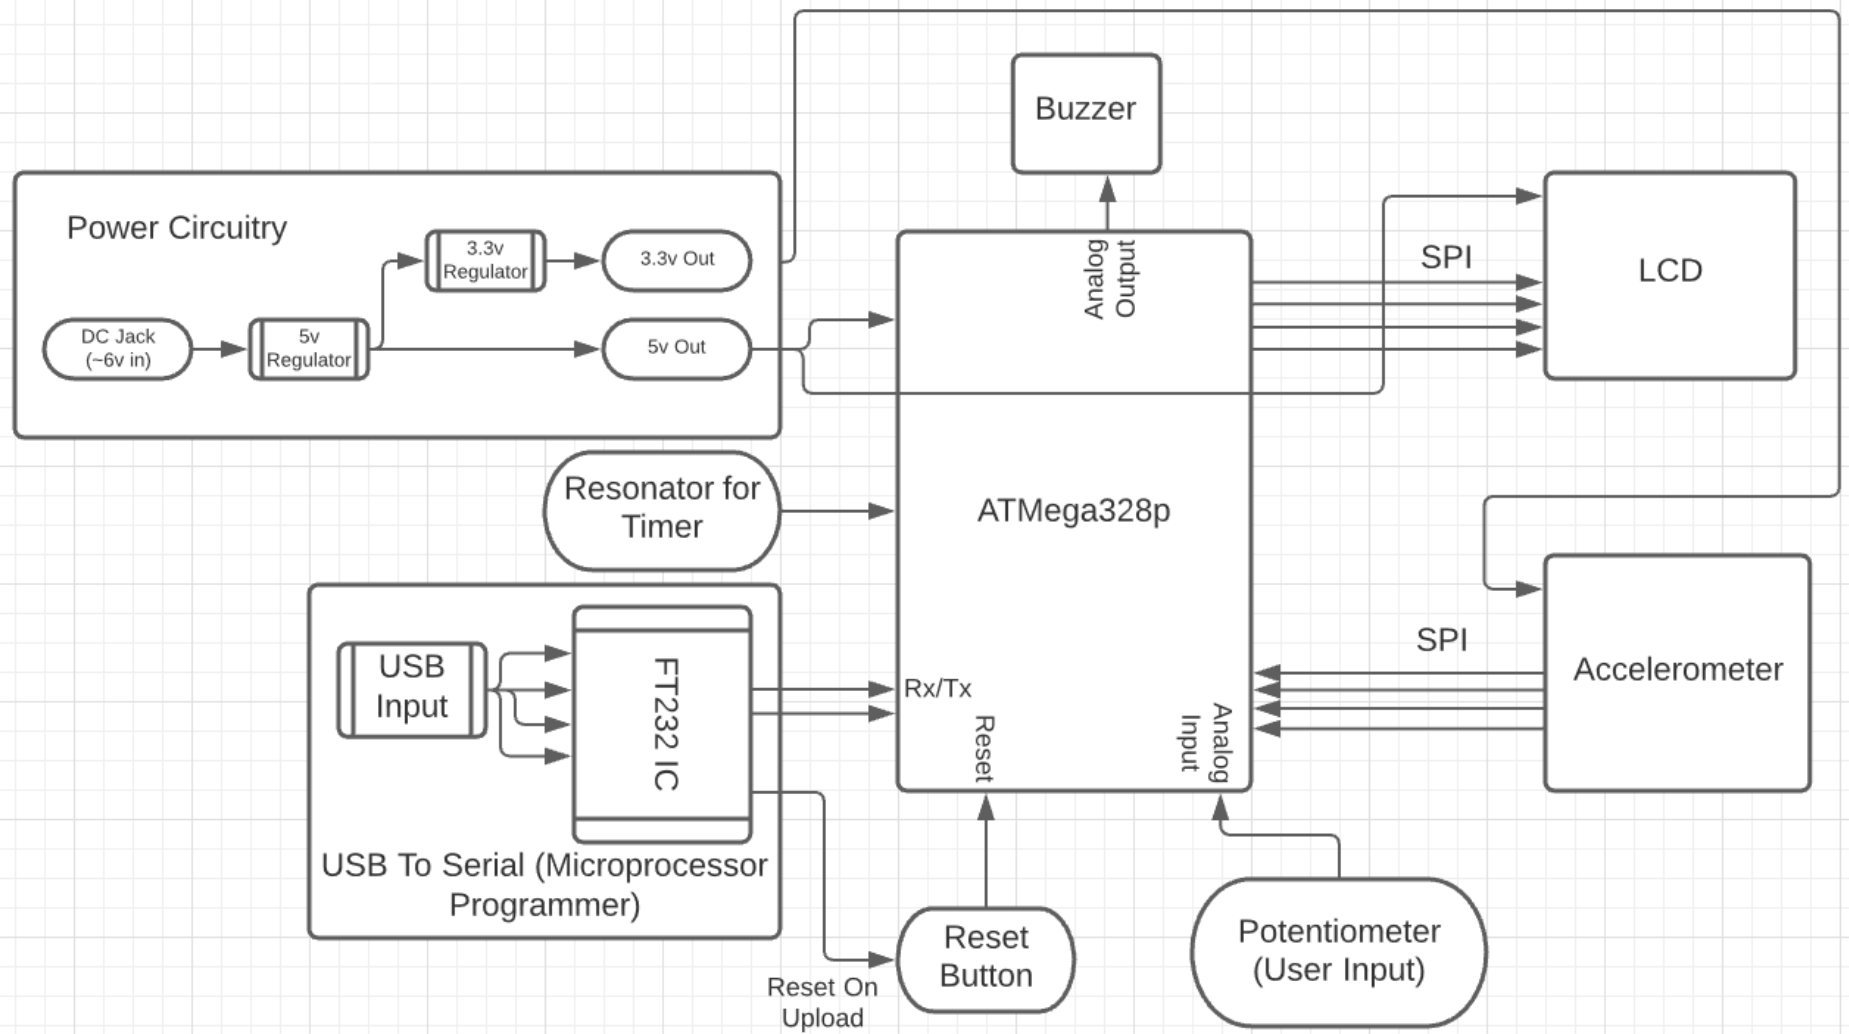 Buzzer
Power Circuitry
3.3v
Regulator
3.3v Out
DC Jack
(~6v in)
5v
Regulator
5v Out
Analog
Output
SPI
LCD
Resonator for
Timer
ATMega328p
USB
Input
FT232 IC
USB To Serial (Microprocessor
Programmer)
Rx/Tx
Reset
Analog
Input
SPI
Accelerometer
Reset On
Upload
Reset
Button
Potentiometer
(User Input)